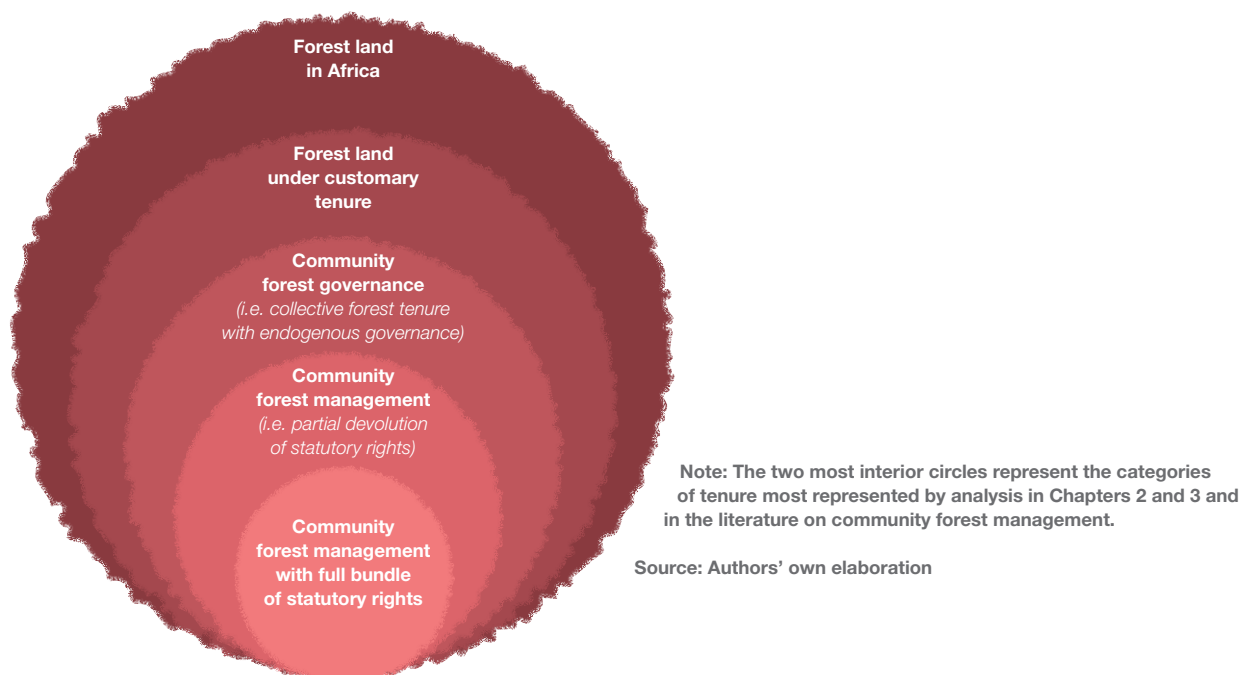 Forest land
in Africa
Forest land
under customary
tenure
Community
forest governance
(i.e. collective forest tenure
with endogenous governance)
Community
forest management
(i.e. partial devolution
of statutory rights)
Community
forest management
with full bundle
of statutory rights
Note: The two most interior circles represent the categories
of tenure most represented by analysis in Chapters 2 and 3 and
in the literature on community forest management.
Source: Authors’ own elaboration